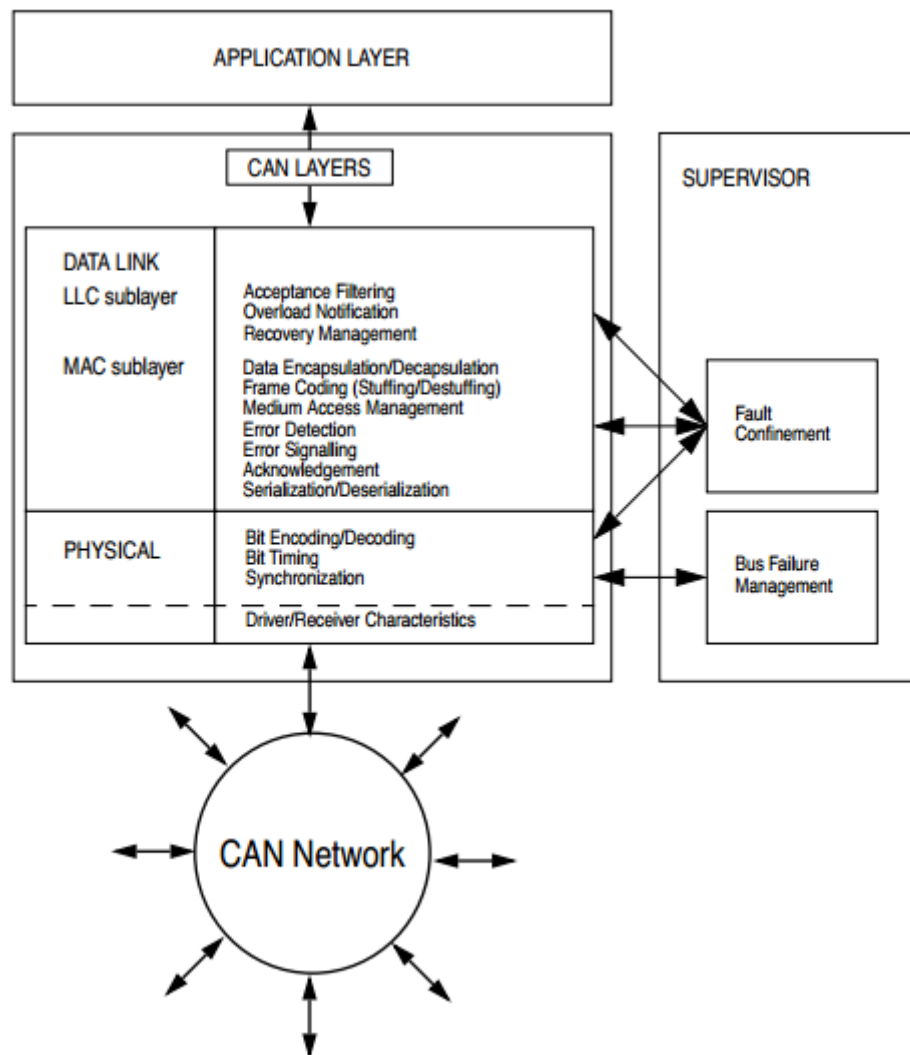 APPLICATION LAYER
CAN LAYERS
SUPERVISOR
DATA LINK
LLC sublayer
Acceptance Filtering
Overload Notification
Recovery Management
MAC sublayer
Data Encapsulation/Decapsulation
Frame Coding (Stuffing/Destuffing)
Medium Access Management
Error Detection
Error Signalling
Acknowledgement
Serialization/Deserialization
Fault
Confinement
PHYSICAL
Bit Encoding/Decoding
Bit Timing
Synchronization
Bus Failure
Management
Driver/Receiver Characteristics
CAN Network